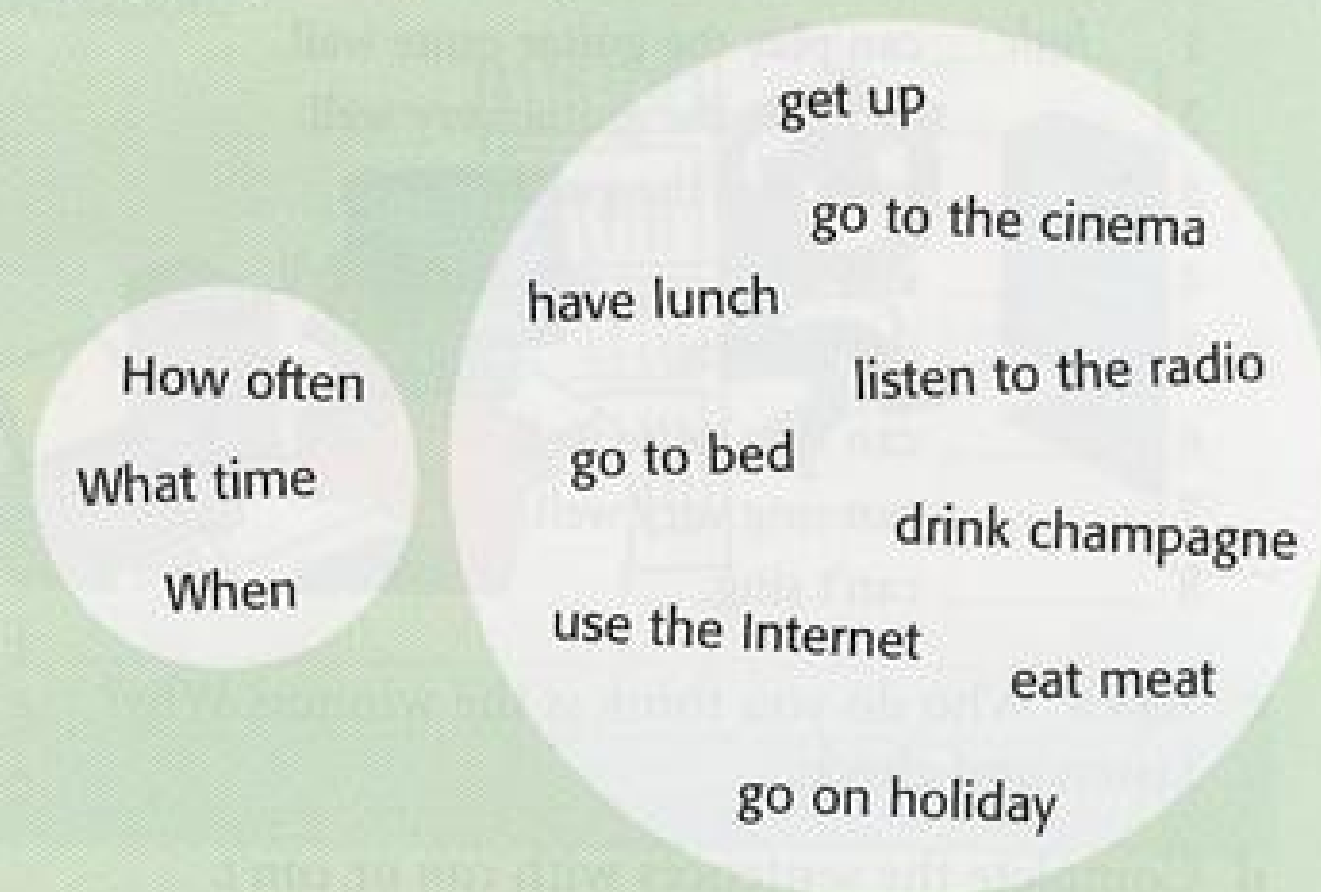 How often
What time
When
get up
go to the cinema
have lunch
listen to the radio
go to bed
drink champagne
use the Internet
eat meat
go on holiday